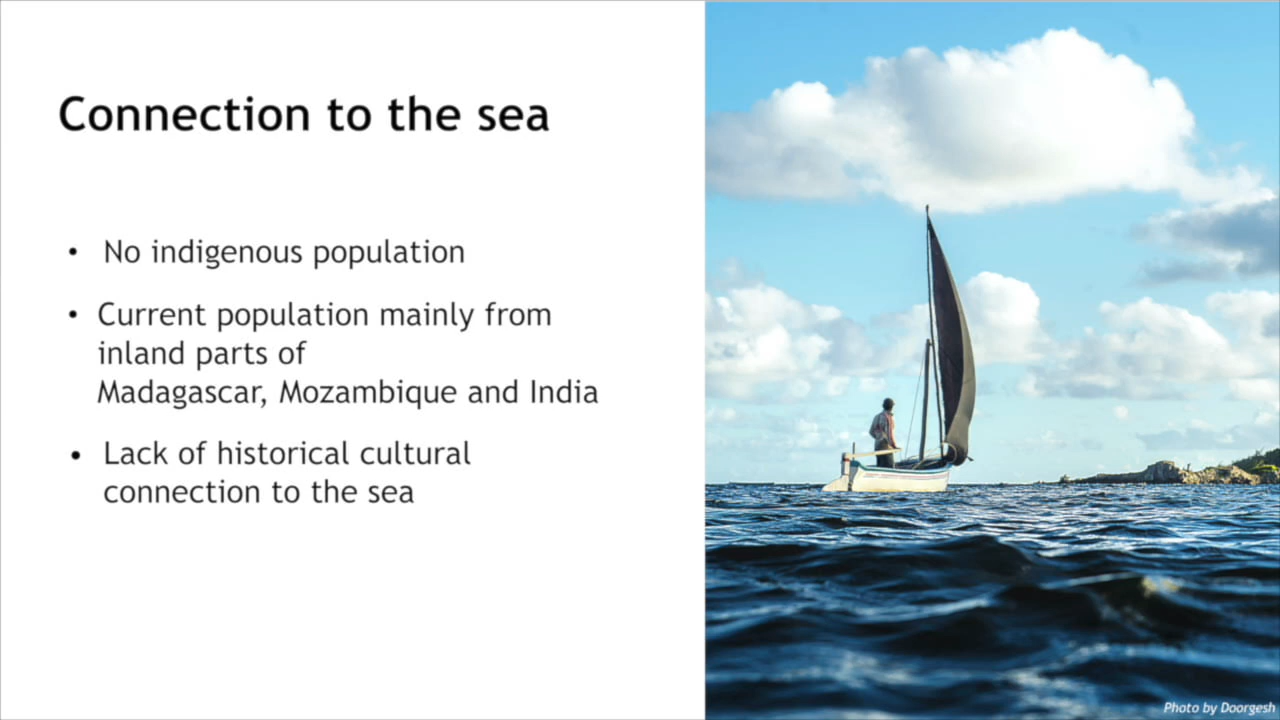 Connection to the sea
• No indigenous population
• Current population mainly from
inland parts of
Madagascar, Mozambique and India
• Lack of historical cultural
connection to the sea
Photo by Doorgesh